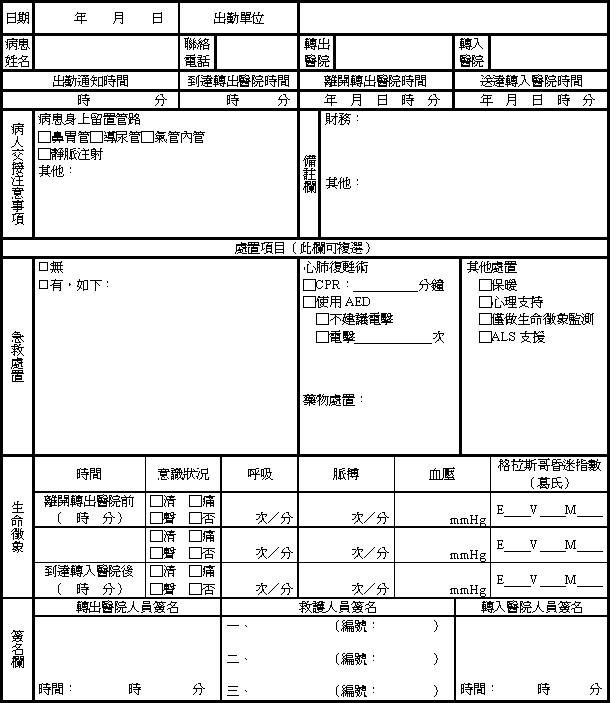 日期 年 月 日 出勤單位
病患姓名 聯絡電話 轉出醫院 轉入醫院
出勤通知時間 到達轉出醫院時間 離開轉出醫院時間 送達轉入醫院時間
時 分 時 分 年 月 日 時 分 年 月 日 時 分
病人交接注意事項
病患身上留置管路
□鼻胃管□導尿管□氣管內管
□靜脈注射
其他：
備註欄
財務：
其他：
處置項目（此欄可複選）
急救處置
□無
□有，如下：
心肺復甦術
□CPR：__________分鐘
□使用AED
□不建議電擊
□電擊____________次
藥物處置：
其他處置
□保暖
□心理支持
□僅做生命徵象監測
□ALS支援
生命徵象
時間 意識狀況 呼吸 脈搏 血壓 格拉斯哥昏迷指數
（葛氏）
離開轉出醫院前 □清 □痛
（ 時 分） □聲 □否 次／分 次／分 mmHg E____V____M____
□清 □痛
□聲 □否 次／分 次／分 mmHg E____V____M____
到達轉入醫院後 □清 □痛
（ 時 分） □聲 □否 次／分 次／分 mmHg E____V____M____
簽名欄
轉出醫院人員簽名 救護人員簽名 轉入醫院人員簽名
一、 （編號： ）
二、 （編號： ）
時間： 時 分 三、 （編號： ） 時間： 時 分